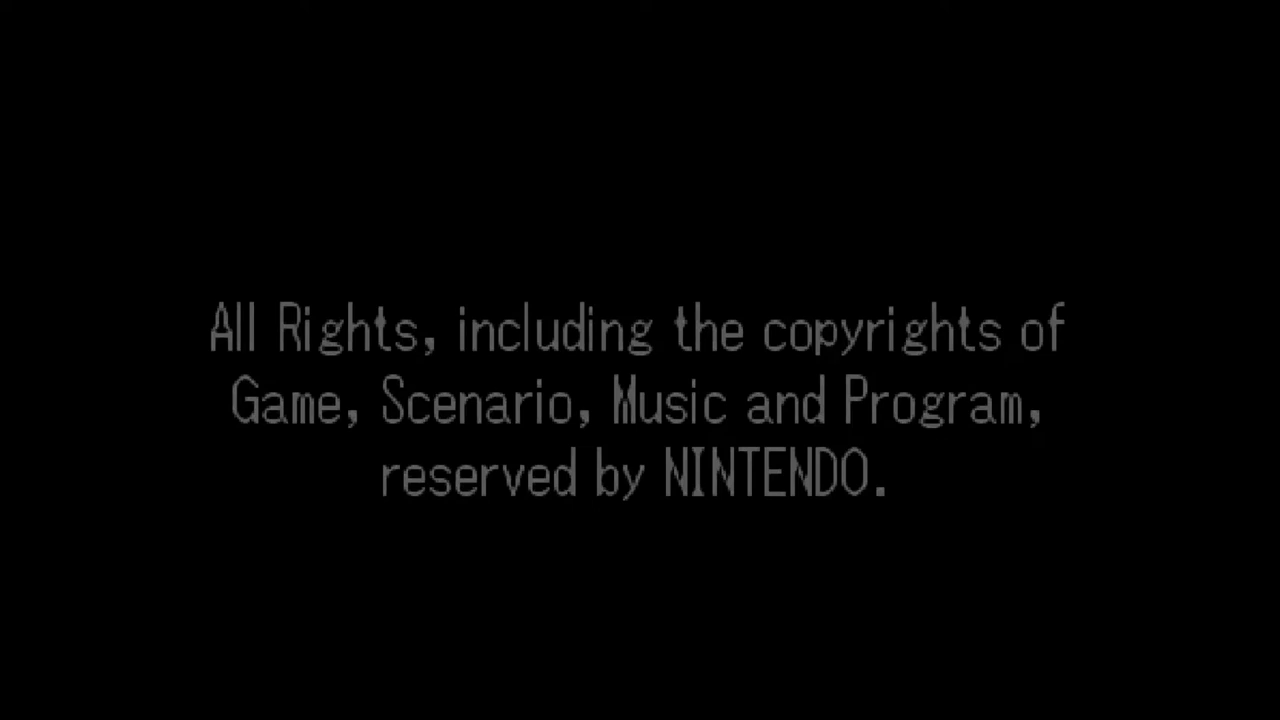 All Rights, including the copyrights of
Game, Scenario, Music and Program,
reserved by NINTENDO.